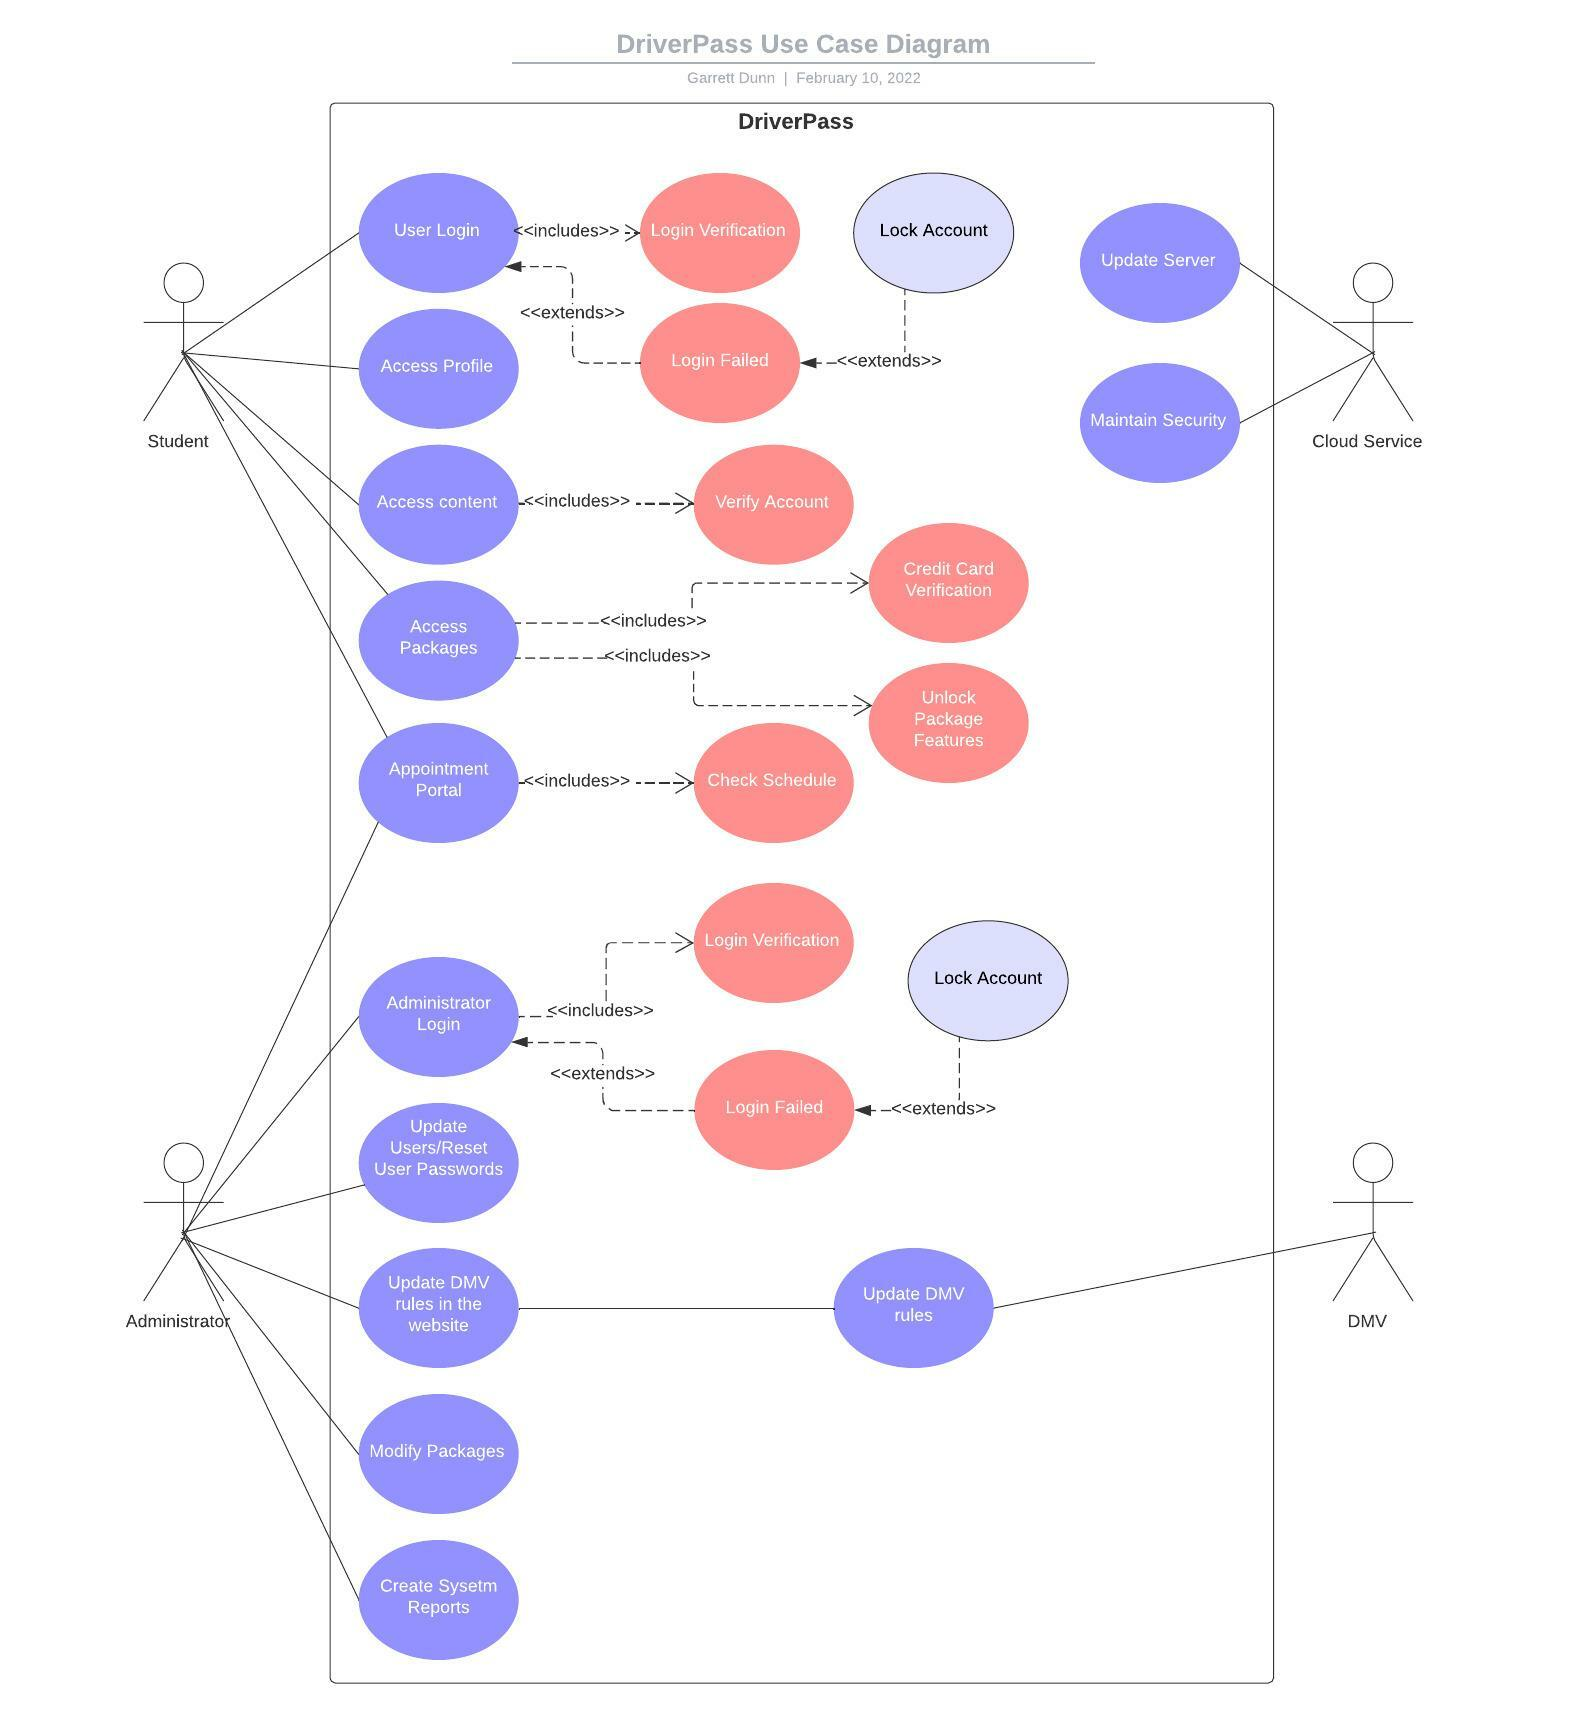 DriverPass Use Case Diagram
Garrett Dunn | February 10, 2022
DriverPass
User Login
<<includes>>
Login Verification
Lock Account
Update Server
<<extends>>
Access Profile
Login Failed
<<extends>>
Maintain Security
Student
Cloud Service
Access content
<<includes>>
Verify Account
Credit Card
Verification
Access
Packages
<<includes>>
<<includes>>
Unlock
Package
Features
Appointment
Portal
<<includes>>
Check Schedule
Login Verification
Lock Account
Administrator
Login
<<includes>>
<<extends>>
Login Failed
<<extends>>
Update
Users/Reset
User Passwords
Update DMV
rules in the
website
Update DMV
rules
Administrator
DMV
Modify Packages
Create Sysetm
Reports